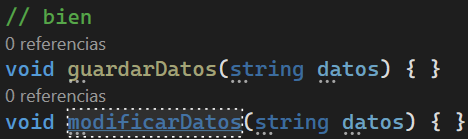 // bien
0 referencias
void guardarDatos(string datos) { }
0 referencias
void modificarDatos(string datos) { }